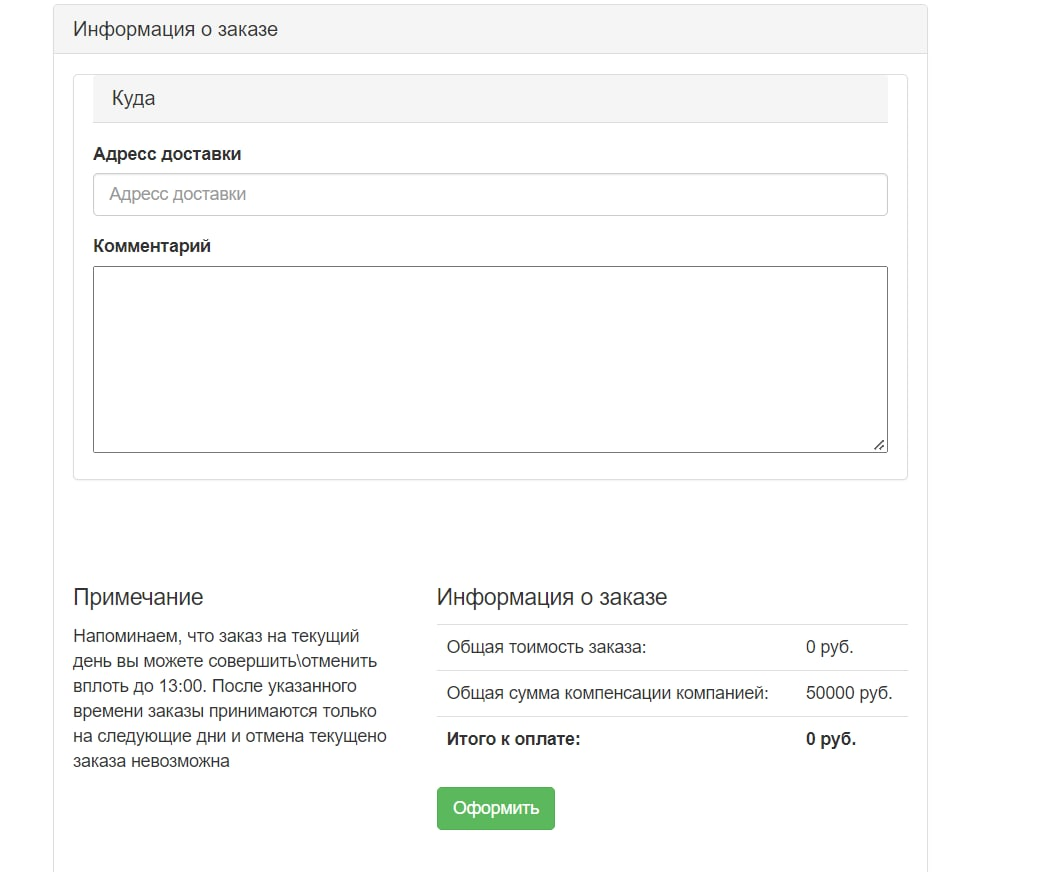 Информация о заказе
Куда
Адресс доставки
Адресс доставки
Комментарий
Примечание
Напоминаем, что заказ на текущий
день вы можете совершить\отменить
вплоть до 13:00. После указанного
времени заказы принимаются только
на следующие дни и отмена текущено
заказа невозможна
Информация о заказе
Общая тоимость заказа: 0 руб.
Общая сумма компенсации компанией: 50000 руб.
Итого к оплате: 0 руб.
Оформить